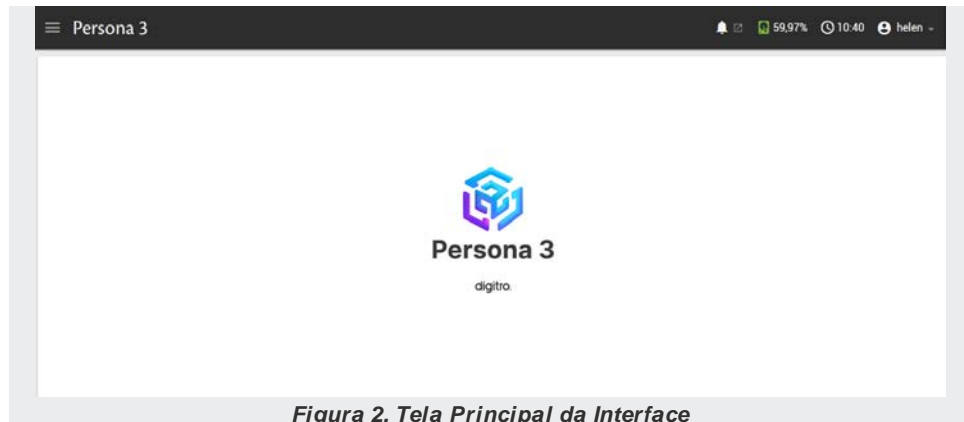 Persona 3 59,97% 10:40 helen
Persona 3
digitro.
Figura 2. Tela Principal da Interface